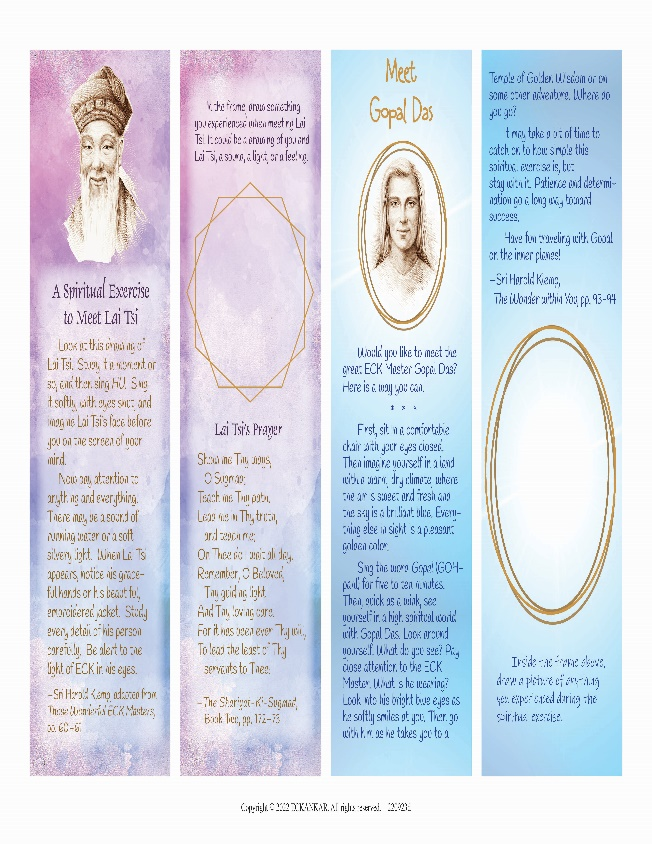 A Spiritual Exercise
to Meet Lai Tsi
Look at this drawing of
Lai Tsi. Study it a moment or
so, and then sing HU. Sing
it softly, with eyes shut, and
imagine Lai Tsi's face before
you on the screen of your
mind.
Now pay attention to
anything and everything.
There may be a sound of
running water or a soft
silvery light. When Lai Tsi
appears, notice his grace-
ful hands or his beautiful,
embroidered jacket. Study
every detail of his person
carefully. Be alert to the
light of ECK in his eyes.
—Sri Harold Klemp, adapted from
Those Wonderful ECK Masters,
pp. 60–61
In the frame, draw something
you experienced when meeting Lai
Tsi. It could be a drawing of you and
Lai Tsi, a sound, a light, or a feeling.
Lai Tsi's Prayer
Show me Thy ways,
O Sugmad;
Teach me Thy path.
Lead me in Thy truth,
and teach me;
On Thee do I wait all day.
Remember, O Beloved,
Thy guiding light
And Thy loving care.
For it has been ever Thy will,
To lead the least of Thy
servants to Thee.
—The Shariyat-Ki-Sugmad,
Book Two, pp. 172–73
Meet
Gopal Das
Would you like to meet the
great ECK Master Gopal Das?
Here is a way you can.
* * *
First, sit in a comfortable
chair with your eyes closed.
Then imagine yourself in a land
with a warm, dry climate where
the air is sweet and fresh and
the sky is a brilliant blue. Every-
thing else in sight is a pleasant
golden color.
Sing the word Gopal (GOH-
paul) for five to ten minutes.
Then, quick as a wink, see
yourself in a high spiritual world
with Gopal Das. Look around
yourself. What do you see? Pay
close attention to the ECK
Master. What is he wearing?
Look into his bright blue eyes as
he softly smiles at you. Then go
with him as he takes you to a
Temple of Golden Wisdom or on
some other adventure. Where do
you go?
It may take a bit of time to
catch on to how simple this
spiritual exercise is, but
stay with it. Patience and determi-
nation go a long way toward
success.
Have fun traveling with Gopal
on the inner planes!
—Sri Harold Klemp,
The Wonder within You, pp. 93–94
Inside the frame above,
draw a picture of anything
you experienced during the
spiritual exercise.
Copyright © 2022 ECKANKAR. All rights reserved.